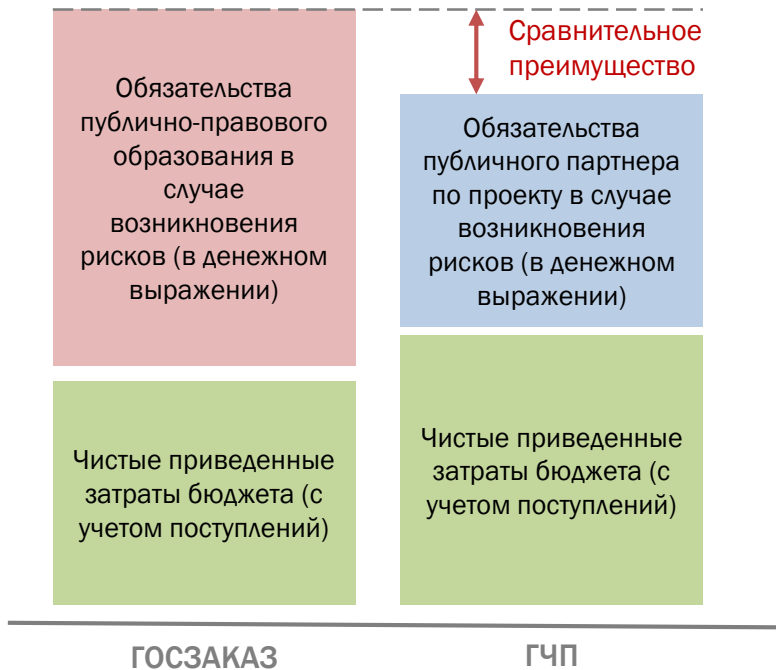 Сравнительное
преимущество
Обязательства
публично-правового
образования в
случае
возникновения
рисков (в денежном
выражении)
Обязательства
публичного партнера
по проекту в случае
возникновения
рисков (в денежном
выражении)
Чистые приведенные
затраты бюджета (с
учетом поступлений)
Чистые приведенные
затраты бюджета (с
учетом поступлений)
ГОСЗАКАЗ
ГЧП